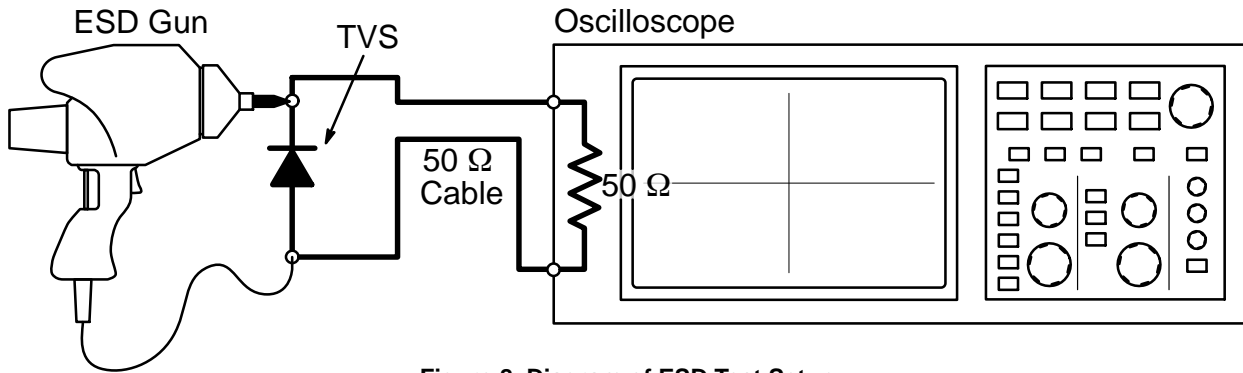 ESD Gun
Oscilloscope
TVS
50 Ω
Cable
50 Ω